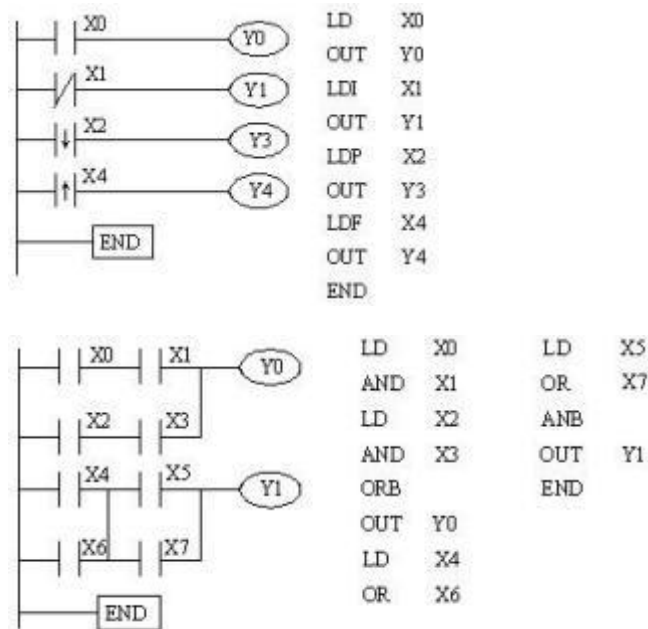 X0
Y0
X1
Y1
X2
Y3
X4
Y4
END
LD X0
OUT Y0
LDI X1
OUT Y1
LDP X2
OUT Y3
LDF X4
OUT Y4
END
X0 X1
Y0
X2 X3
X4 X5
Y1
X6 X7
END
LD X0
AND X1
LD X2
AND X3
ORB
OUT Y0
LD X4
OR X6
LD X5
OR X7
ANB
OUT Y1
END